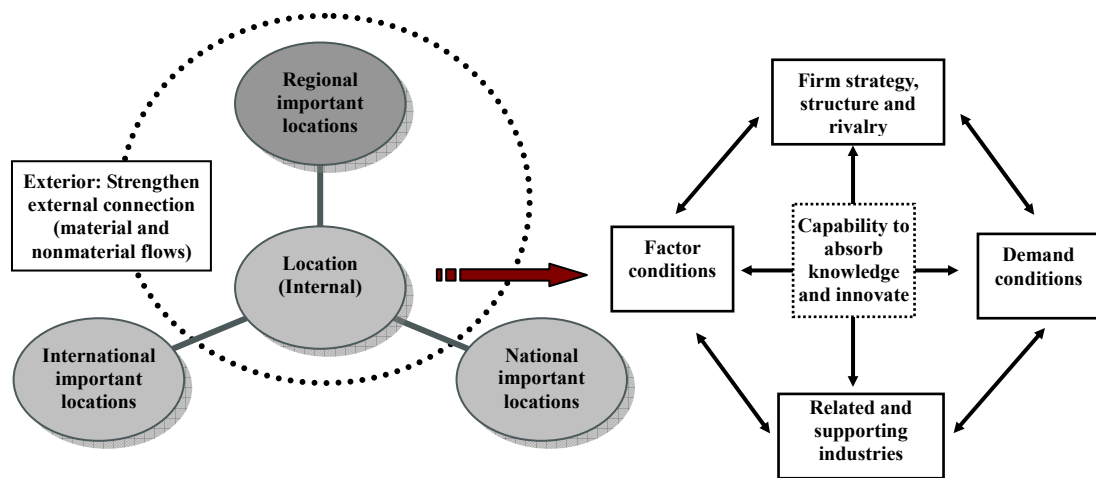 Regional
important
locations
Exterior: Strengthen
external connection
(material and
nonmaterial flows)
Location
(Internal)
International
important
locations
National
important
locations
Firm strategy,
structure and
rivalry
Factor
conditions
Capability to
absorb
knowledge
and innovate
Demand
conditions
Related and
supporting
industries